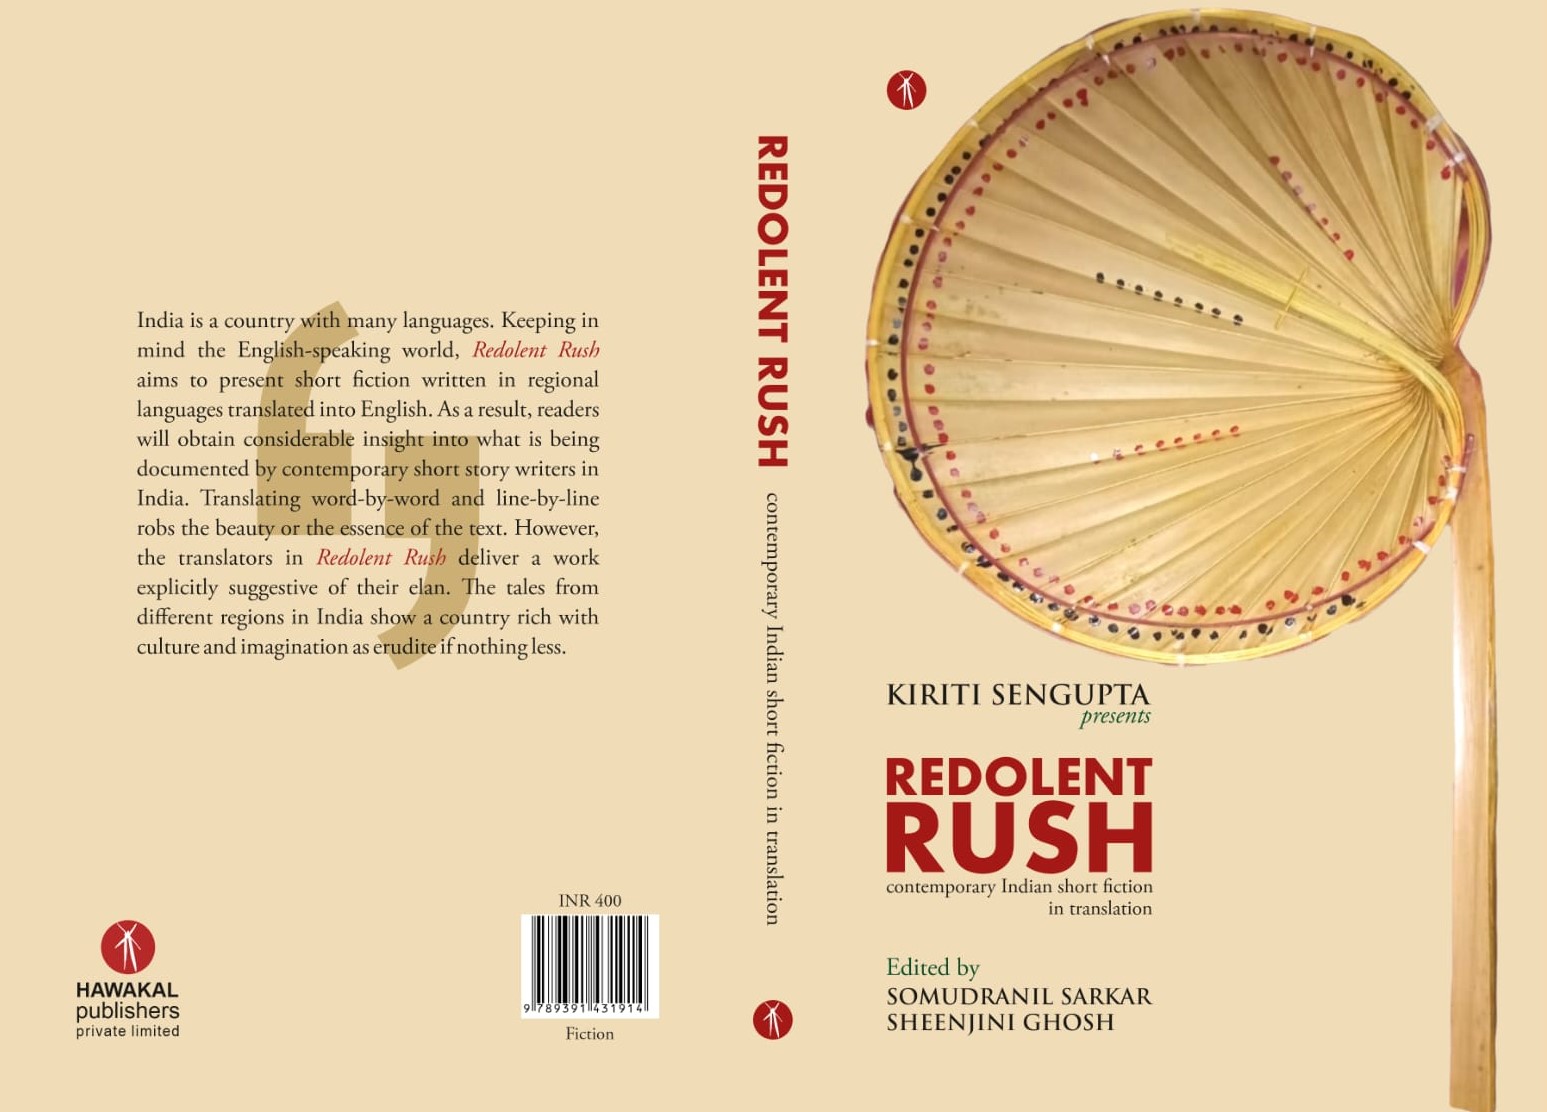 India is a country with many languages. Keeping in
mind the English-speaking world, Redolent Rush
aims to present short fiction written in regional
languages translated into English. As a result, readers
will obtain considerable insight into what is being
documented by contemporary short story writers in
India. Translating word-by-word and line-by-line
robs the beauty or the essence of the text. However,
the translators in Redolent Rush deliver a work
explicitly suggestive of their elan. The tales from
different regions in India show a country rich with
culture and imagination as erudite if nothing less.
HAWAKAL
publishers
private limited
INR 400
9 789391 431914
Fiction
REDOLENT RUSH contemporary Indian short fiction in translation
KIRITI SENGUPTA
presents
REDOLENT
RUSH
contemporary Indian short fiction
in translation
Edited by
SOMUDRANIL SARKAR
SHEENJINI GHOSH